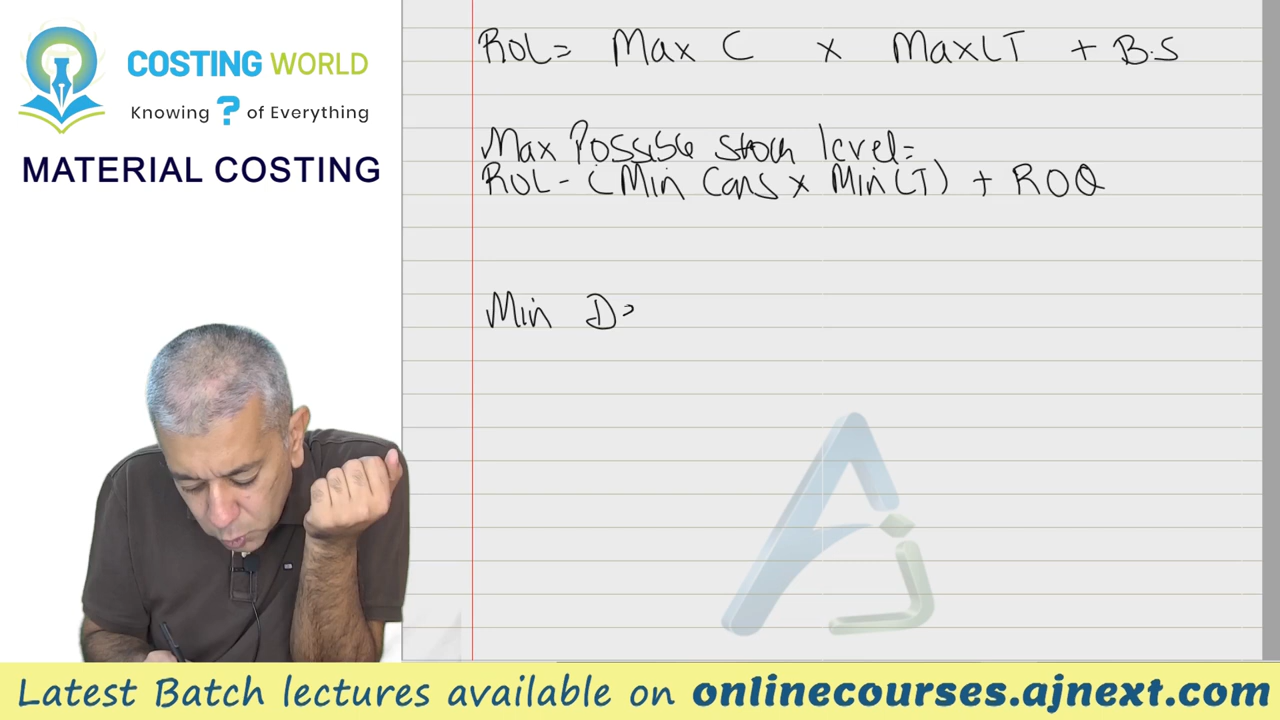 COSTING WORLD
Knowing ? of Everything
MATERIAL COSTING
ROL = Max C x Max LT + B.S
Max Possible stock level =
ROL - (Min Cons x Min LT) + ROQ
Min D =
Latest Batch lectures available on onlinecourses.ajnext.com